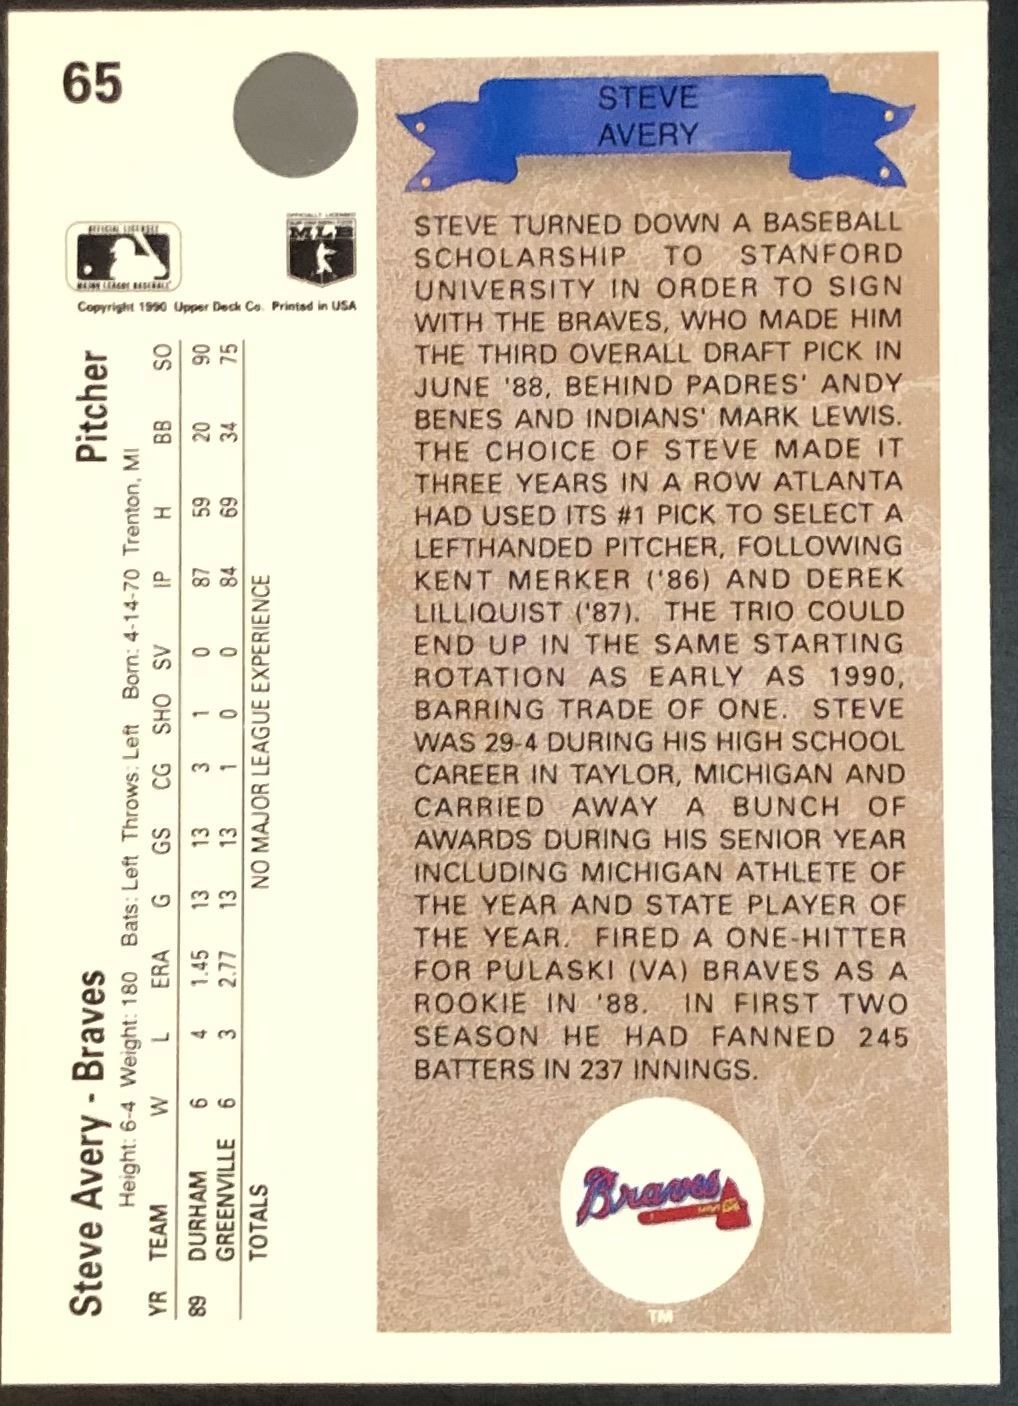 65
OFFICIAL LICENSEE
MAJOR LEAGUE BASEBALL
OFFICIALLY LICENSED
MLB
Copyright 1990 Upper Deck Co. Printed in USA
Steve Avery - Braves Pitcher
Height: 6-4 Weight: 180 Bats: Left Throws: Left Born: 4-14-70 Trenton, MI
YR TEAM W L ERA G GS CG SHO SV IP H BB SO
89 DURHAM 6 4 1.45 13 13 3 1 0 87 59 20 90
GREENVILLE 6 3 2.77 13 13 1 0 0 84 69 34 75
TOTALS NO MAJOR LEAGUE EXPERIENCE
STEVE
AVERY
STEVE TURNED DOWN A BASEBALL
SCHOLARSHIP TO STANFORD
UNIVERSITY IN ORDER TO SIGN
WITH THE BRAVES, WHO MADE HIM
THE THIRD OVERALL DRAFT PICK IN
JUNE '88, BEHIND PADRES' ANDY
BENES AND INDIANS' MARK LEWIS.
THE CHOICE OF STEVE MADE IT
THREE YEARS IN A ROW ATLANTA
HAD USED ITS #1 PICK TO SELECT A
LEFTHANDED PITCHER, FOLLOWING
KENT MERKER ('86) AND DEREK
LILLIQUIST ('87). THE TRIO COULD
END UP IN THE SAME STARTING
ROTATION AS EARLY AS 1990,
BARRING TRADE OF ONE. STEVE
WAS 29-4 DURING HIS HIGH SCHOOL
CAREER IN TAYLOR, MICHIGAN AND
CARRIED AWAY A BUNCH OF
AWARDS DURING HIS SENIOR YEAR
INCLUDING MICHIGAN ATHLETE OF
THE YEAR AND STATE PLAYER OF
THE YEAR. FIRED A ONE-HITTER
FOR PULASKI (VA) BRAVES AS A
ROOKIE IN '88. IN FIRST TWO
SEASON HE HAD FANNED 245
BATTERS IN 237 INNINGS.
Braves
TM